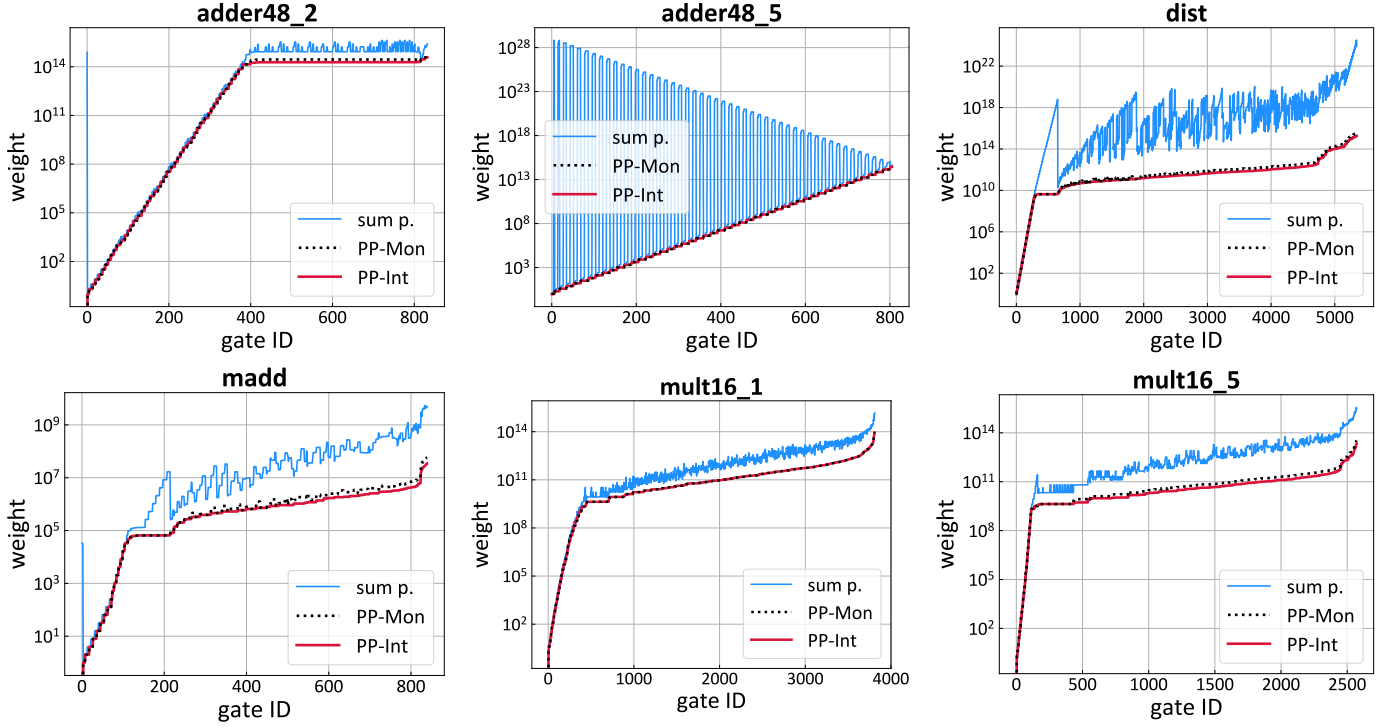 adder48_2
weight
10^14
10^11
10^8
10^5
10^2
sum p.
PP-Mon
PP-Int
0 200 400 600 800
gate ID
adder48_5
weight
10^28
10^23
10^18
10^13
10^8
10^3
sum p.
PP-Mon
PP-Int
0 200 400 600 800
gate ID
dist
weight
10^22
10^18
10^14
10^10
10^6
10^2
sum p.
PP-Mon
PP-Int
0 1000 2000 3000 4000 5000
gate ID
madd
weight
10^9
10^7
10^5
10^3
10^1
sum p.
PP-Mon
PP-Int
0 200 400 600 800
gate ID
mult16_1
weight
10^14
10^11
10^8
10^5
10^2
sum p.
PP-Mon
PP-Int
0 1000 2000 3000 4000
gate ID
mult16_5
weight
10^14
10^11
10^8
10^5
10^2
sum p.
PP-Mon
PP-Int
0 500 1000 1500 2000 2500
gate ID